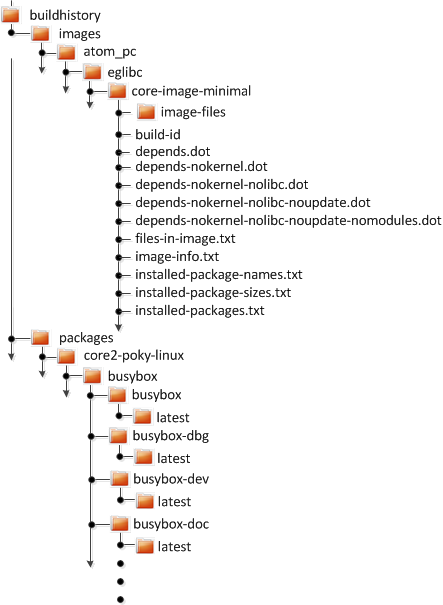 buildhistory
images
atom_pc
eglibc
core-image-minimal
image-files
build-id
depends.dot
depends-nokernel.dot
depends-nokernel-nolibc.dot
depends-nokernel-nolibc-noupdate.dot
depends-nokernel-nolibc-noupdate-nomodules.dot
files-in-image.txt
image-info.txt
installed-package-names.txt
installed-package-sizes.txt
installed-packages.txt
packages
core2-poky-linux
busybox
busybox
latest
busybox-dbg
latest
busybox-dev
latest
busybox-doc
latest